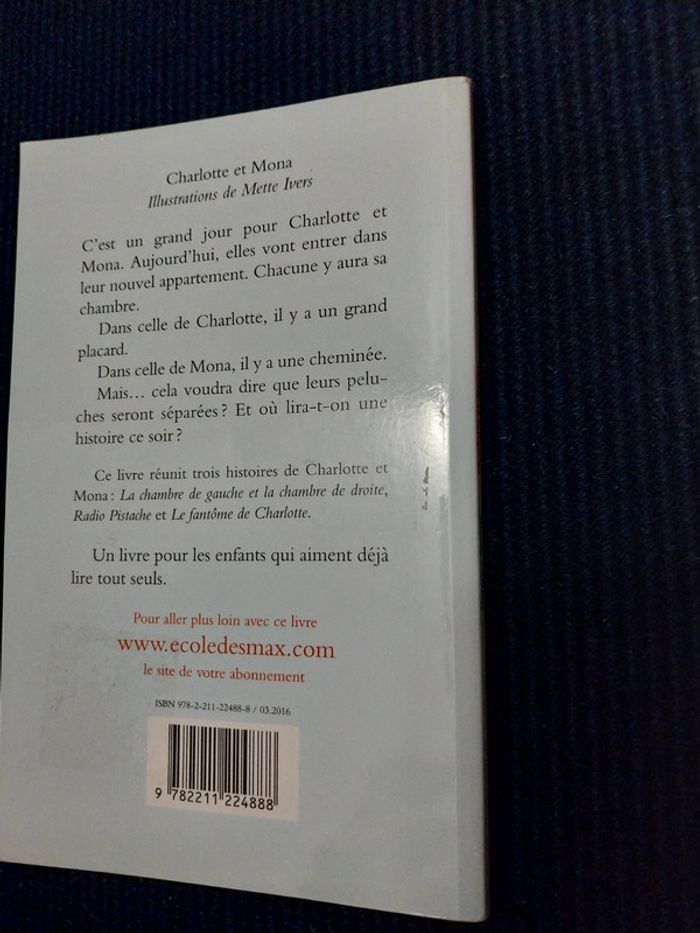 Charlotte et Mona
Illustrations de Mette Ivers
C'est un grand jour pour Charlotte et
Mona. Aujourd'hui, elles vont entrer dans
leur nouvel appartement. Chacune y aura sa
chambre.
Dans celle de Charlotte, il y a un grand
placard.
Dans celle de Mona, il y a une cheminée.
Mais… cela voudra dire que leurs pelu-
ches seront séparées ? Et où lira-t-on une
histoire ce soir ?
Ce livre réunit trois histoires de Charlotte et
Mona : La chambre de gauche et la chambre de droite,
Radio Pistache et Le fantôme de Charlotte.
Un livre pour les enfants qui aiment déjà
lire tout seuls.
Pour aller plus loin avec ce livre
www.ecoledesmax.com
le site de votre abonnement
ISBN 978-2-211-22488-8 / 03.2016
9 782211 224888